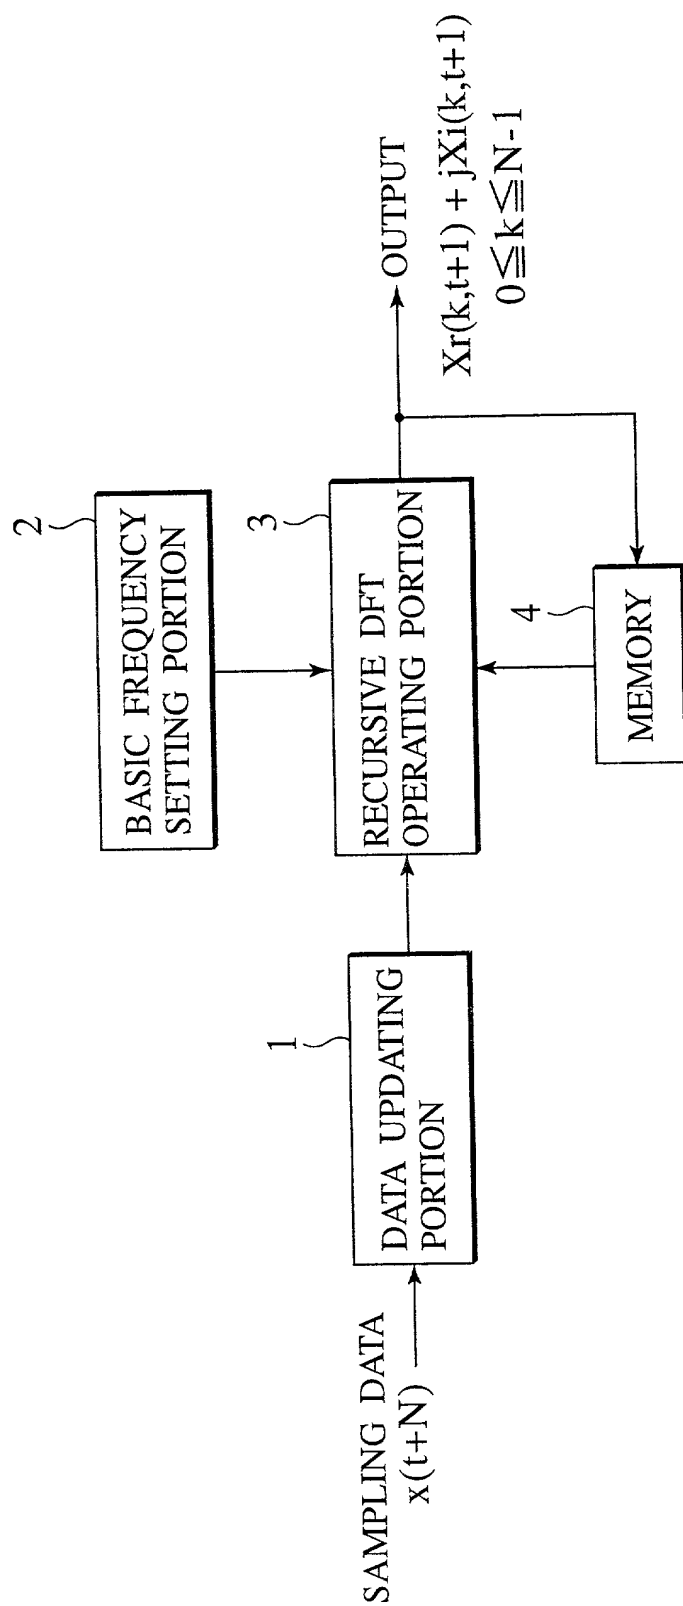 SAMPLING DATA
x(t+N)
1
DATA UPDATING
PORTION
2
BASIC FREQUENCY
SETTING PORTION
3
RECURSIVE DFT
OPERATING PORTION
4
MEMORY
OUTPUT
Xr(k,t+1) + jXi(k,t+1)
0≦k≦N-1